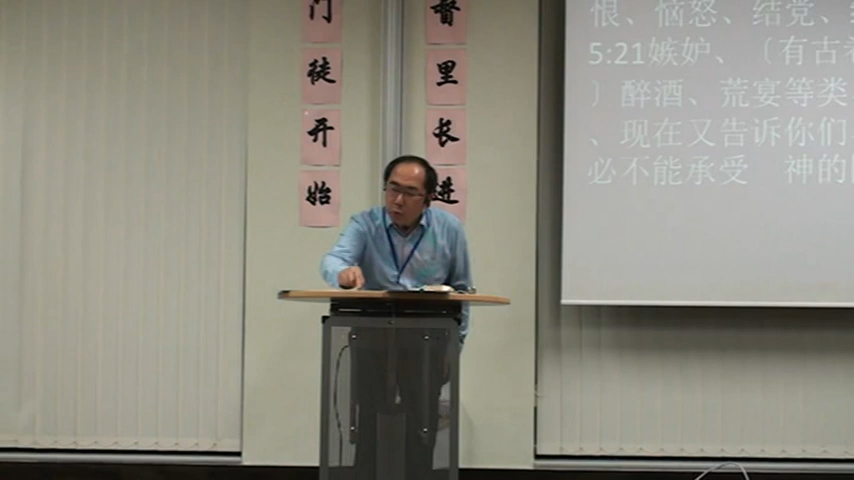 门徒开始
督里长进
恨、恼怒、结党、
5:21嫉妒、〔有古
〕醉酒、荒宴等类
、现在又告诉你们
必不能承受 神的